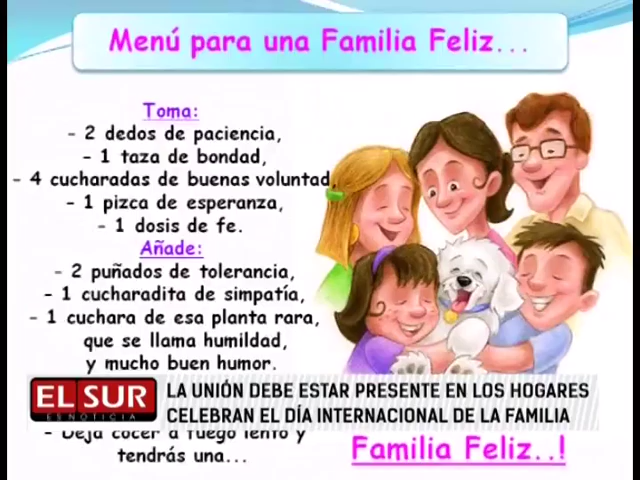 Menú para una Familia Feliz...
Toma:
- 2 dedos de paciencia,
- 1 taza de bondad,
- 4 cucharadas de buenas voluntad,
- 1 pizca de esperanza,
- 1 dosis de fe.
Añade:
- 2 puñados de tolerancia,
- 1 cucharadita de simpatía,
- 1 cuchara de esa planta rara,
que se llama humildad,
y mucho buen humor.
EL SUR
ES NOTICIA
LA UNIÓN DEBE ESTAR PRESENTE EN LOS HOGARES
CELEBRAN EL DÍA INTERNACIONAL DE LA FAMILIA
- Deja cocer a fuego lento y
tendrás una...
Familia Feliz..!